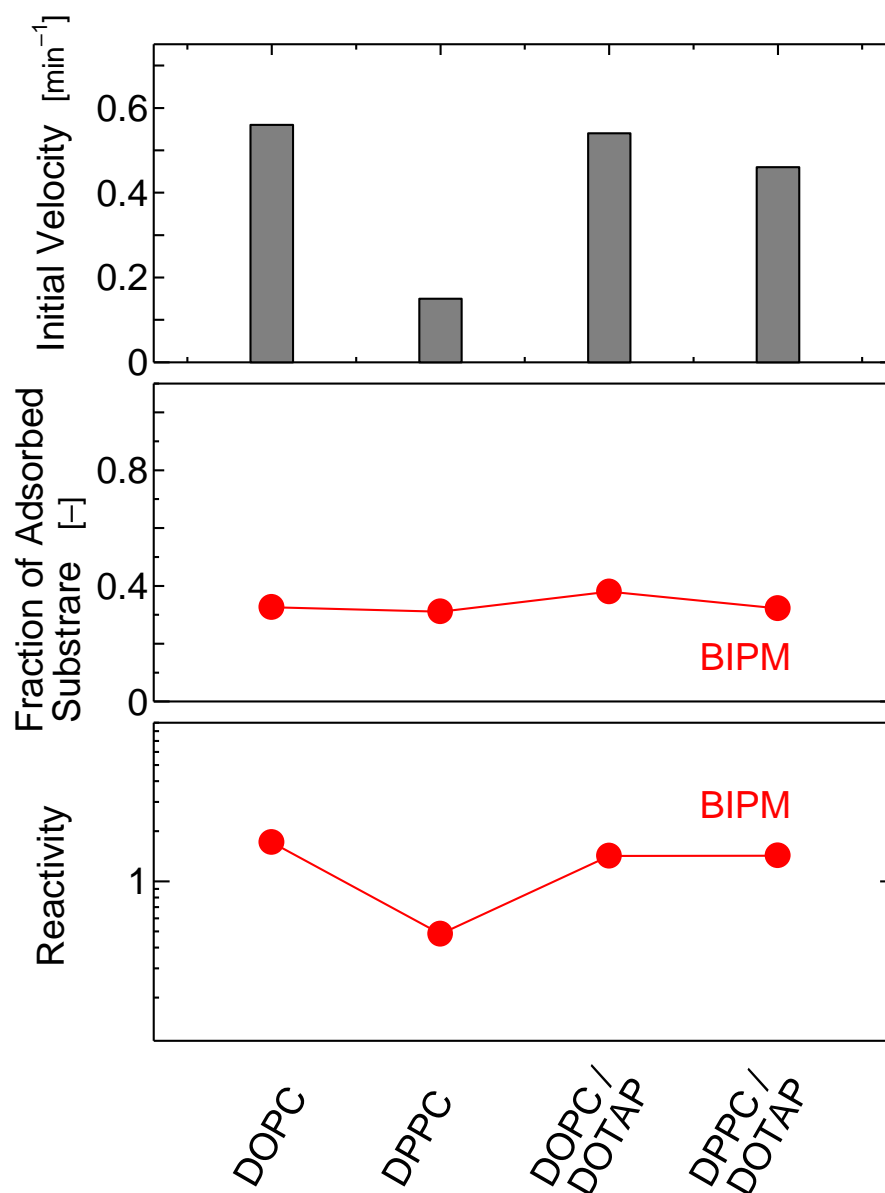 Initial Velocity [min−1]
0.6
0.4
0.2
0
Fraction of Adsorbed
Substrare [−]
0.8
0.4
0
BIPM
Reactivity
1
BIPM
DOPC
DPPC
DOPC /
DOTAP
DPPC /
DOTAP